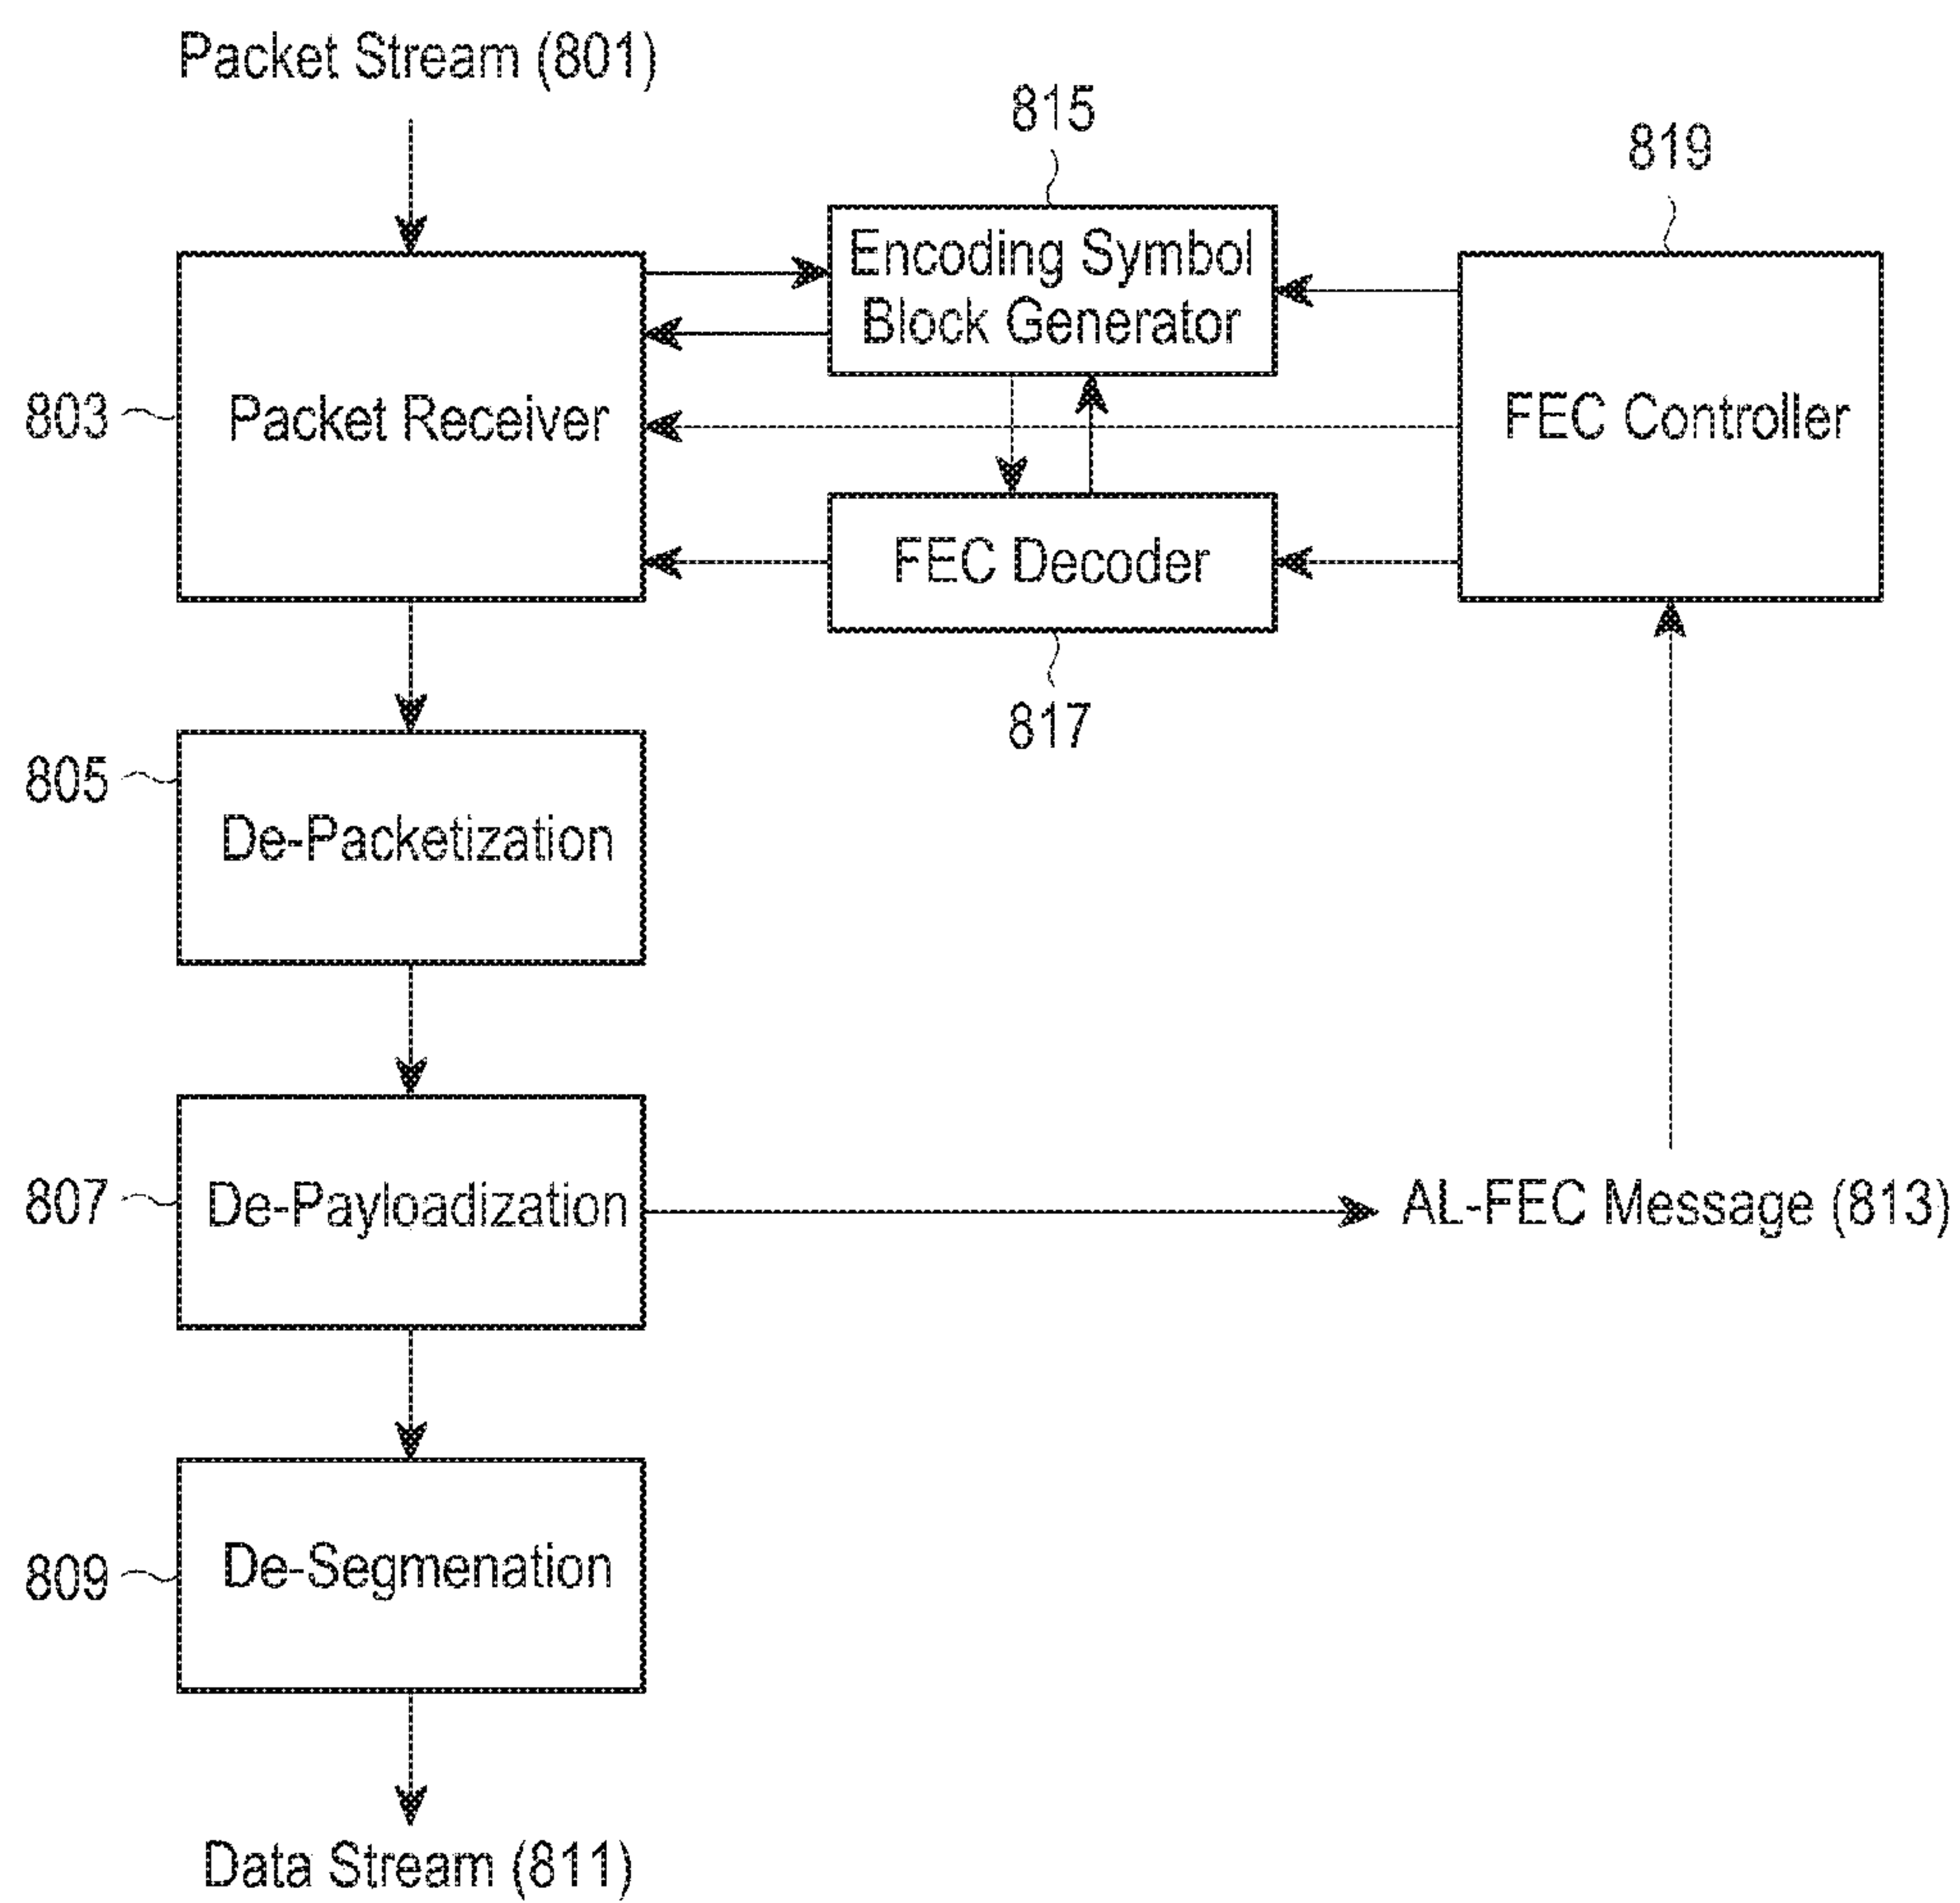 Packet Stream (801)
815
819
Encoding Symbol
Block Generator
803
Packet Receiver
FEC Controller
FEC Decoder
817
805
De-Packetization
807
De-Payloadization
AL-FEC Message (813)
809
De-Segmenation
Data Stream (811)